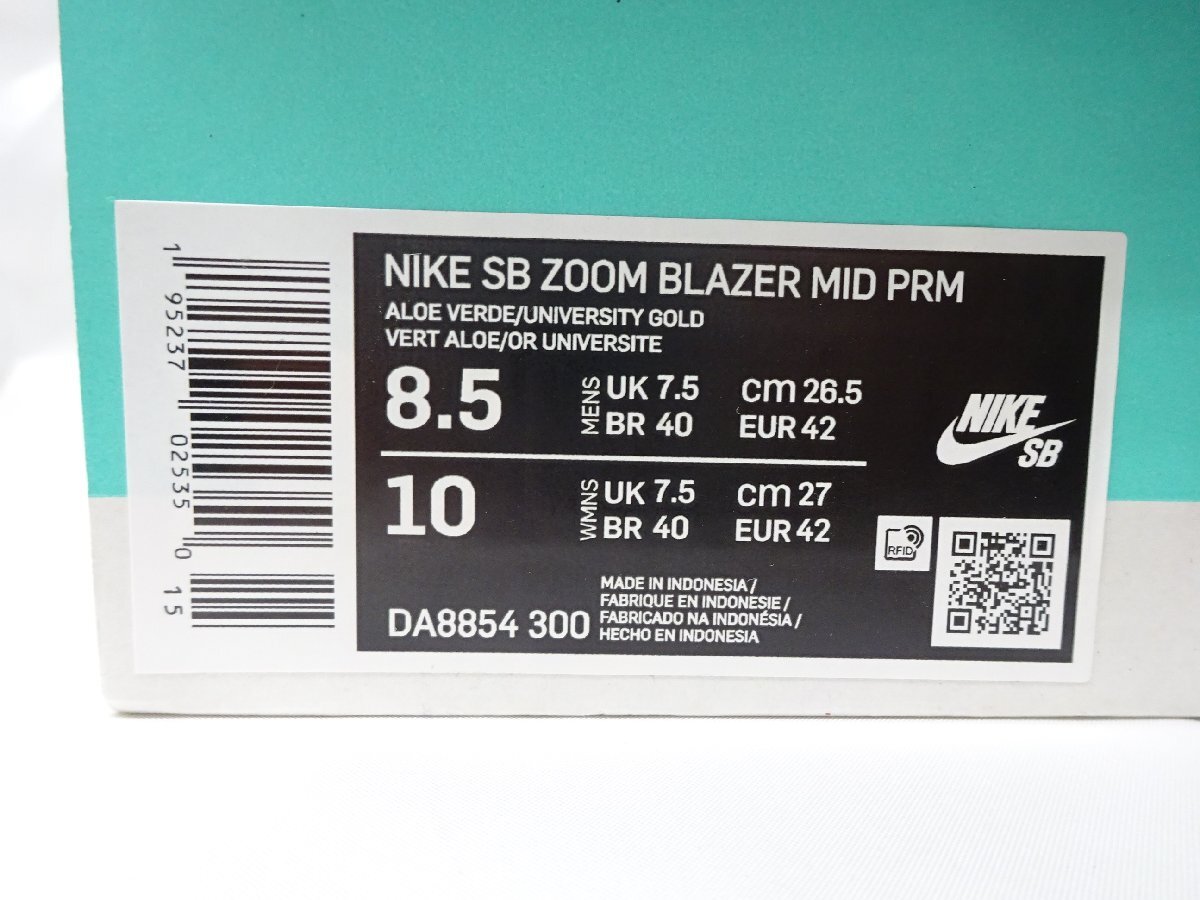 1 95237 02535 0 15
NIKE SB ZOOM BLAZER MID PRM
ALOE VERDE/UNIVERSITY GOLD
VERT ALOE/OR UNIVERSITE
8.5 MENS UK 7.5 cm 26.5
BR 40 EUR 42
NIKE
SB
10 WMNS UK 7.5 cm 27
BR 40 EUR 42
RFID
DA8854 300
MADE IN INDONESIA /
FABRIQUE EN INDONESIE /
FABRICADO NA INDONÉSIA /
HECHO EN INDONESIA